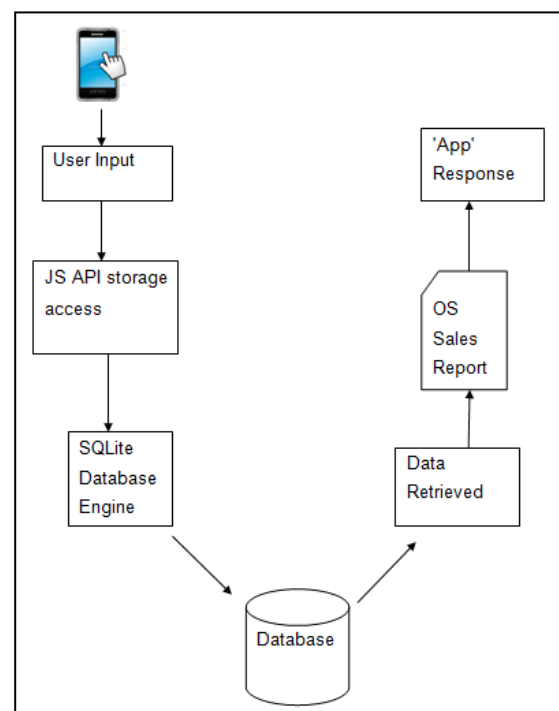 User Input
JS API storage
access
SQLite
Database
Engine
Database
Data
Retrieved
OS
Sales
Report
'App'
Response